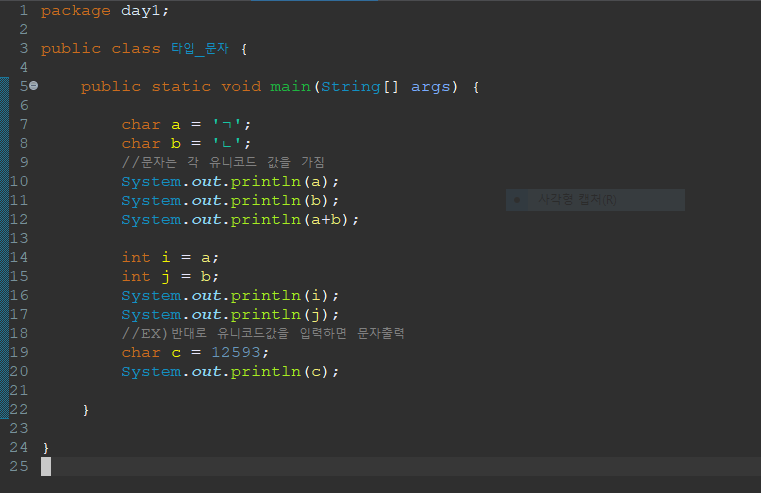 1 package day1;
2
3 public class 타입_문자 {
4
5 public static void main(String[] args) {
6
7 char a = 'ㄱ';
8 char b = 'ㄴ';
9 //문자는 각 유니코드 값을 가짐
10 System.out.println(a);
11 System.out.println(b);
사각형 캡처(R)
12 System.out.println(a+b);
13
14 int i = a;
15 int j = b;
16 System.out.println(i);
17 System.out.println(j);
18 //EX)반대로 유니코드값을 입력하면 문자출력
19 char c = 12593;
20 System.out.println(c);
21
22 }
23
24 }
25